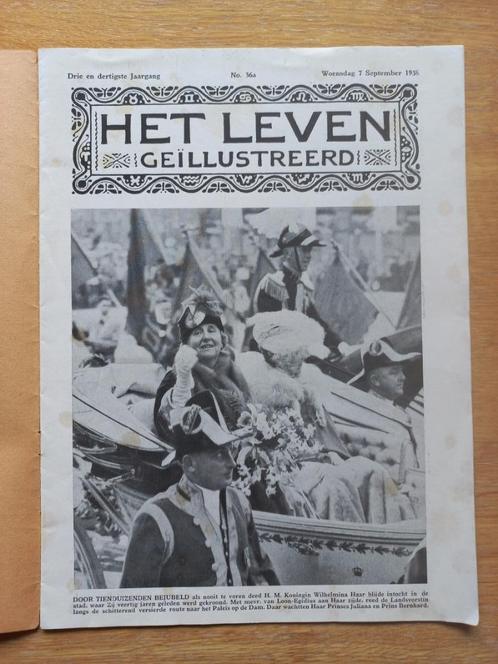 Drie en dertigste Jaargang No. 36a Woensdag 7 September 1938
HET LEVEN
GEÏLLUSTREERD
DOOR TIENDUIZENDEN BEJUBELD als nooit te voren deed H. M. Koningin Wilhelmina Haar blijde intocht in de
stad, waar Zij veertig jaren geleden werd gekroond. Met mevr. van Loon-Egidius aan Haar zijde, reed de Landsvorstin
langs de schitterend versierde route naar het Paleis op de Dam. Daar wachtten Haar Prinses Juliana en Prins Bernhard.